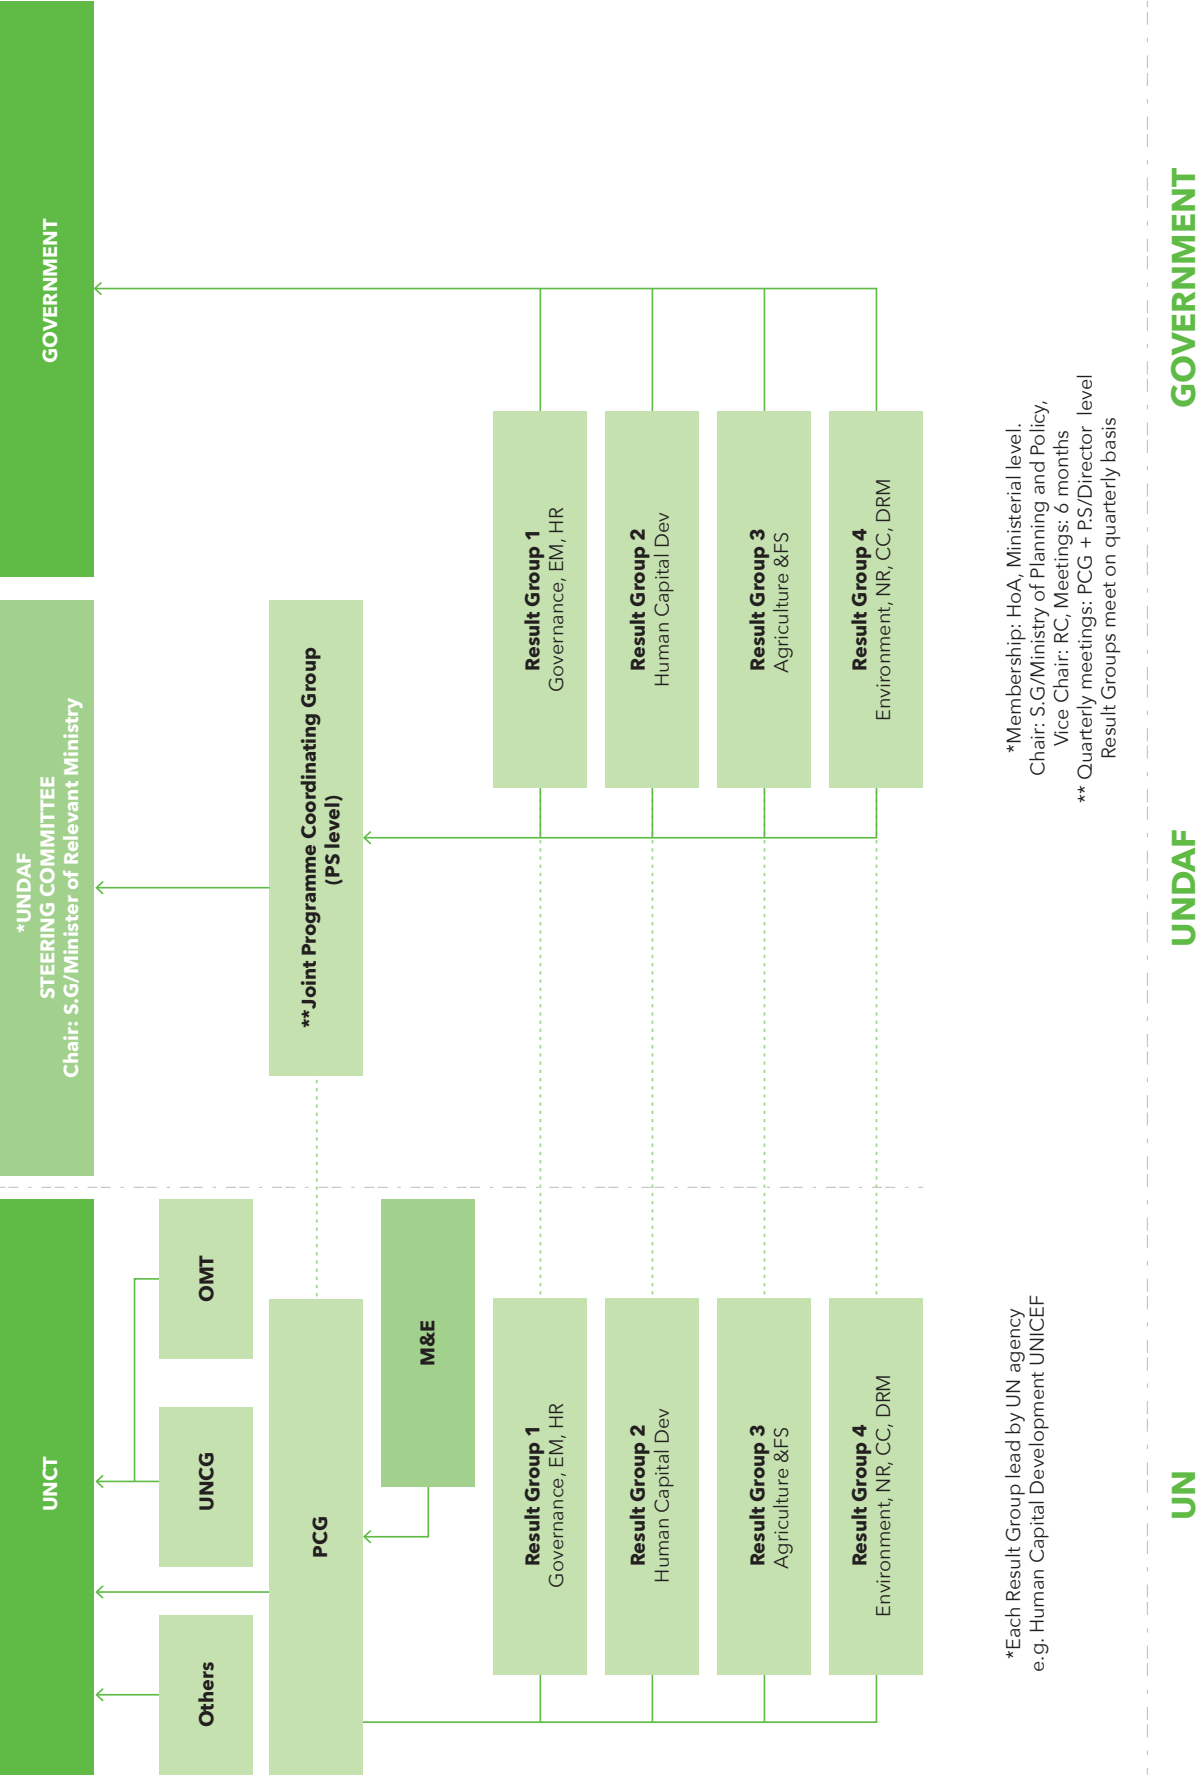 UNCT
*UNDAF
STEERING COMMITTEE
Chair: S.G/Minister of Relevant Ministry
GOVERNMENT
Others
UNCG
OMT
PCG
M&E
**Joint Programme Coordinating Group
(PS level)
Result Group 1
Governance, EM, HR
Result Group 2
Human Capital Dev
Result Group 3
Agriculture &FS
Result Group 4
Environment, NR, CC, DRM
Result Group 1
Governance, EM, HR
Result Group 2
Human Capital Dev
Result Group 3
Agriculture &FS
Result Group 4
Environment, NR, CC, DRM
*Each Result Group lead by UN agency
e.g. Human Capital Development UNICEF
*Membership: HoA, Ministerial level.
Chair: S.G/Ministry of Planning and Policy,
Vice Chair: RC, Meetings: 6 months
** Quarterly meetings: PCG + P.S/Director level
Result Groups meet on quarterly basis
UN
UNDAF
GOVERNMENT